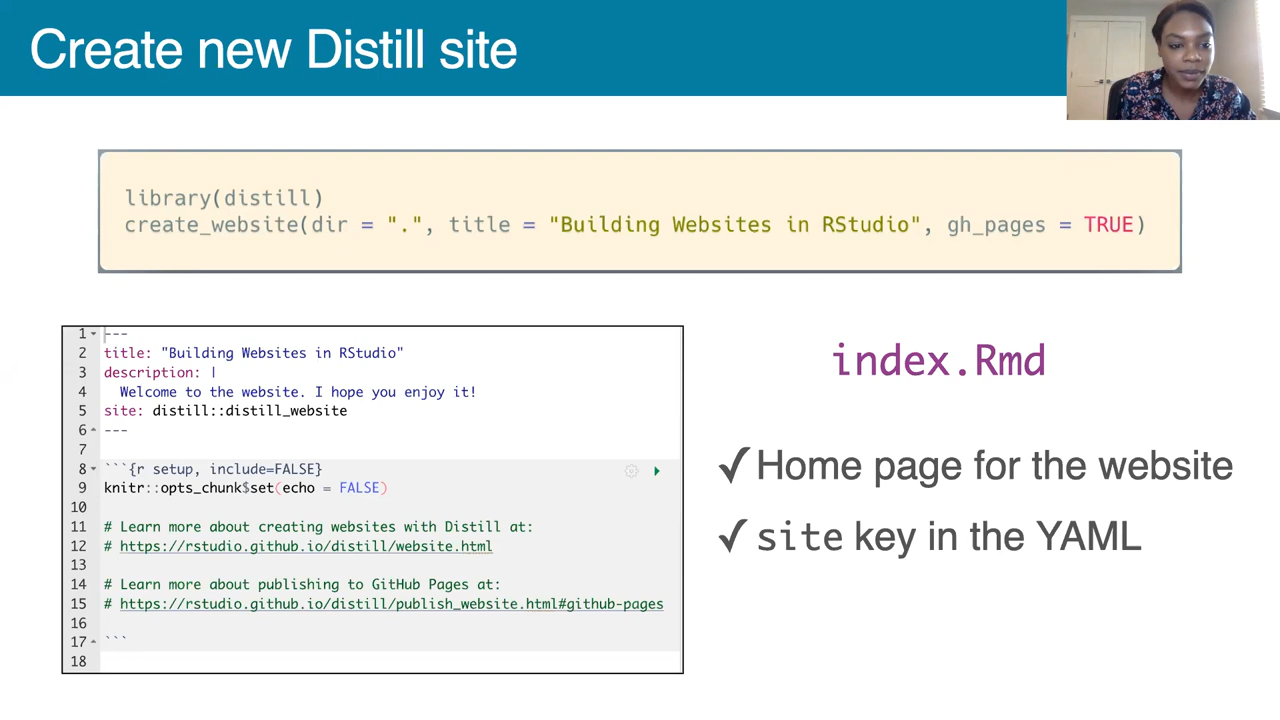 Create new Distill site
library(distill)
create_website(dir = ".", title = "Building Websites in RStudio", gh_pages = TRUE)
1 ---
2 title: "Building Websites in RStudio"
3 description: |
4   Welcome to the website. I hope you enjoy it!
5 site: distill::distill_website
6 ---
7
8 ```{r setup, include=FALSE}
9 knitr::opts_chunk$set(echo = FALSE)
10
11 # Learn more about creating websites with Distill at:
12 # https://rstudio.github.io/distill/website.html
13
14 # Learn more about publishing to GitHub Pages at:
15 # https://rstudio.github.io/distill/publish_website.html#github-pages
16
17 ```
18
index.Rmd
✓ Home page for the website
✓ site key in the YAML